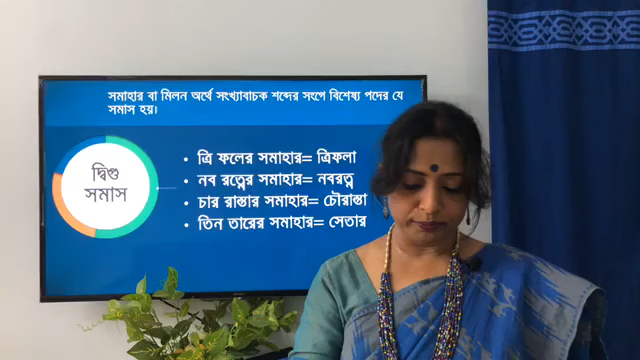 সমাহার বা মিলন অর্থে সংখ্যাবাচক শব্দের সংগে বিশেষ্য পদের যে
সমাস হয়।
দ্বিগু
সমাস
• ত্রি ফলের সমাহার= ত্রিফলা
• নব রত্নের সমাহার= নবরত্ন
• চার রাস্তার সমাহার= চৌরাস্তা
• তিন তারের সমাহার= সেতার